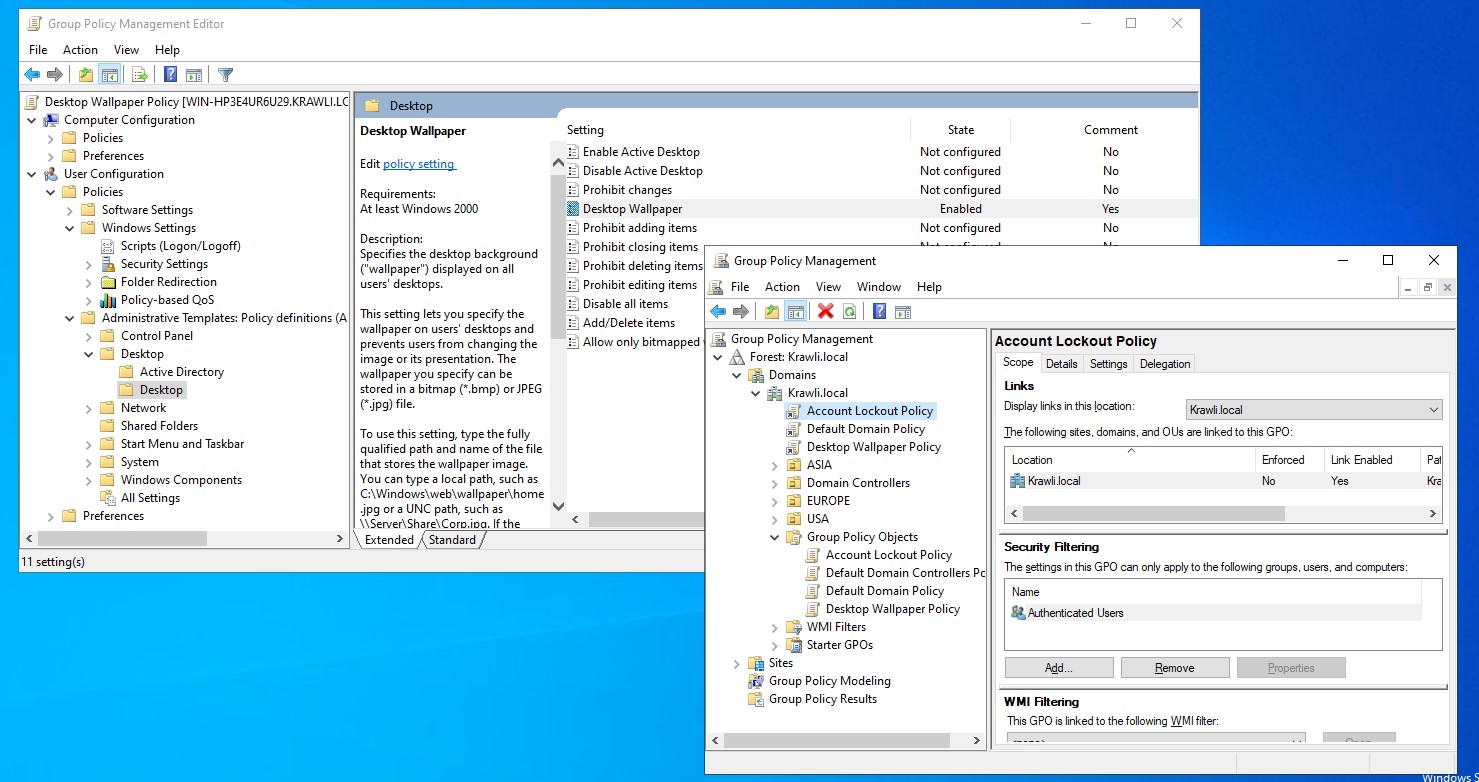 Group Policy Management Editor
File Action View Help
Desktop Wallpaper Policy [WIN-HP3E4UR6U29.KRAWLI.LC
Computer Configuration
Policies
Preferences
User Configuration
Policies
Software Settings
Windows Settings
Scripts (Logon/Logoff)
Security Settings
Folder Redirection
Policy-based QoS
Administrative Templates: Policy definitions (A
Control Panel
Desktop
Active Directory
Desktop
Network
Shared Folders
Start Menu and Taskbar
System
Windows Components
All Settings
Preferences
11 setting(s)
Desktop
Desktop Wallpaper
Edit policy setting
Requirements:
At least Windows 2000
Description:
Specifies the desktop background
("wallpaper") displayed on all
users' desktops.
This setting lets you specify the
wallpaper on users' desktops and
prevents users from changing the
image or its presentation. The
wallpaper you specify can be
stored in a bitmap (*.bmp) or JPEG
(*.jpg) file.
To use this setting, type the fully
qualified path and name of the file
that stores the wallpaper image.
You can type a local path, such as
C:\Windows\web\wallpaper\home
.jpg or a UNC path, such as
\\Server\Share\Corp.jpg. If the
Extended Standard
Setting State Comment
Enable Active Desktop Not configured No
Disable Active Desktop Not configured No
Prohibit changes Not configured No
Desktop Wallpaper Enabled Yes
Prohibit adding items Not configured No
Prohibit closing items Not configured No
Prohibit deleting items
Prohibit editing items
Disable all items
Add/Delete items
Allow only bitmapped
Group Policy Management
File Action View Window Help
Group Policy Management
Forest: Krawli.local
Domains
Krawli.local
Account Lockout Policy
Default Domain Policy
Desktop Wallpaper Policy
ASIA
Domain Controllers
EUROPE
USA
Group Policy Objects
Account Lockout Policy
Default Domain Controllers Pc
Default Domain Policy
Desktop Wallpaper Policy
WMI Filters
Starter GPOs
Sites
Group Policy Modeling
Group Policy Results
Account Lockout Policy
Scope Details Settings Delegation
Links
Display links in this location: Krawli.local
The following sites, domains, and OUs are linked to this GPO:
Location Enforced Link Enabled Pat
Krawli.local No Yes Kra
Security Filtering
The settings in this GPO can only apply to the following groups, users, and computers:
Name
Authenticated Users
Add... Remove Properties
WMI Filtering
This GPO is linked to the following WMI filter:
Windows S